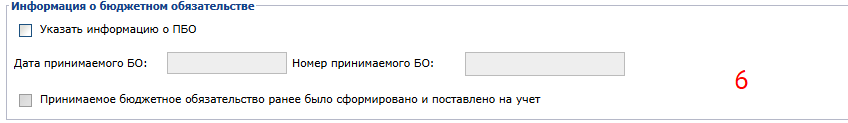 Информация о бюджетном обязательстве
Указать информацию о ПБО
Дата принимаемого БО: Номер принимаемого БО:
6
Принимаемое бюджетное обязательство ранее было сформировано и поставлено на учет